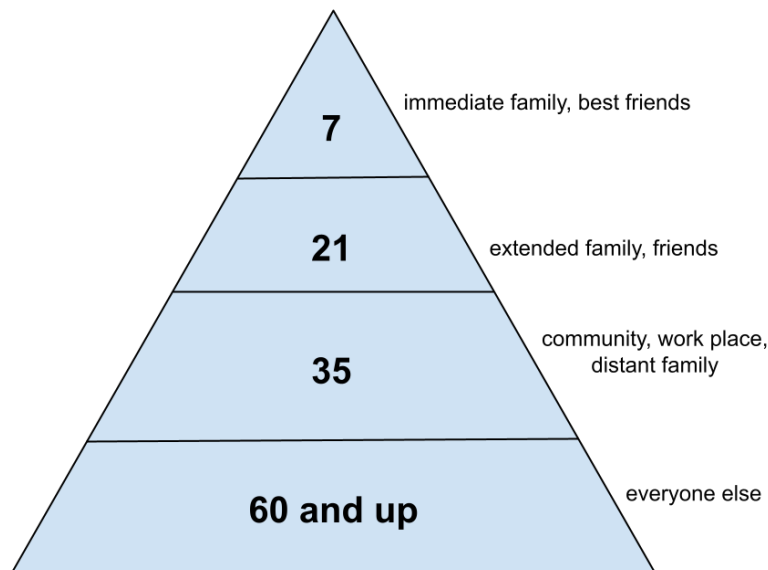 immediate family, best friends
7
21
extended family, friends
community, work place,
distant family
35
everyone else
60 and up